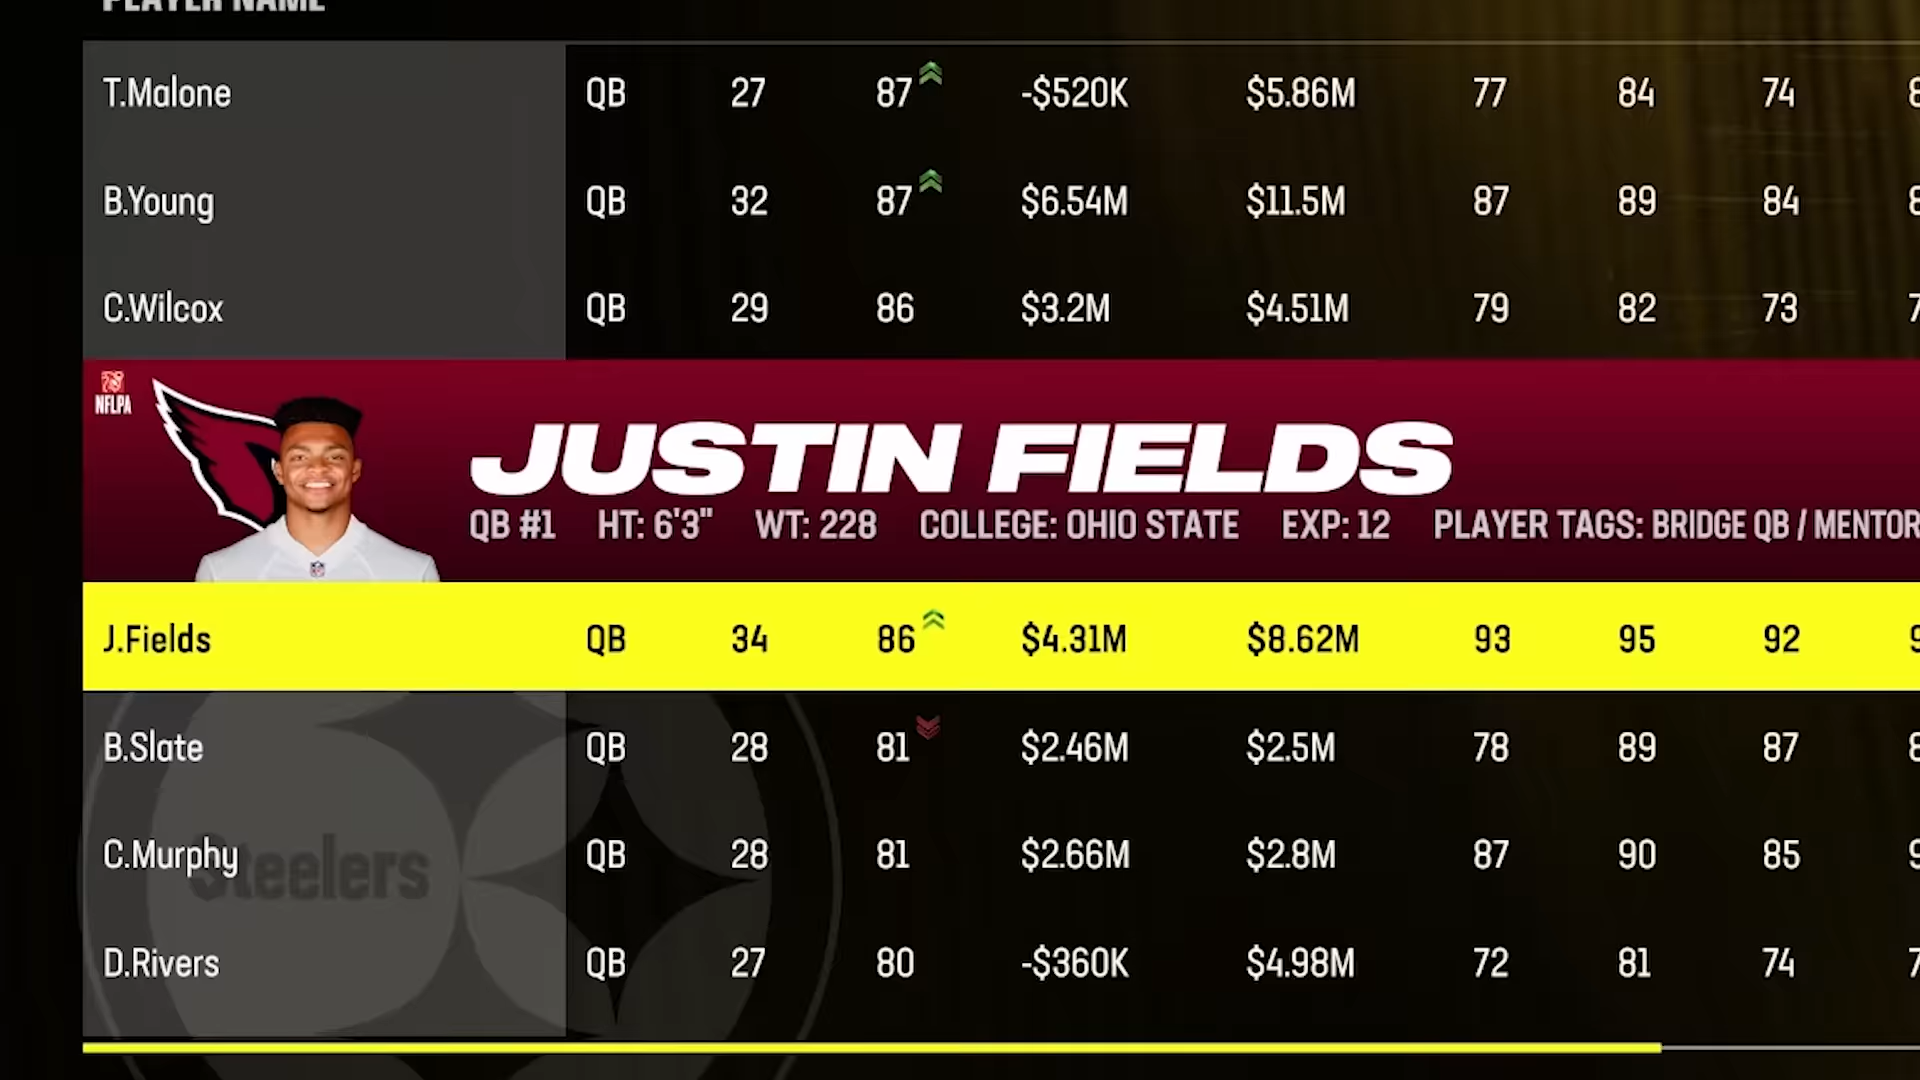 PLAYER NAME
T.Malone QB 27 87 -$520K $5.86M 77 84 74
B.Young QB 32 87 $6.54M $11.5M 87 89 84
C.Wilcox QB 29 86 $3.2M $4.51M 79 82 73
NFLPA
JUSTIN FIELDS
QB #1 HT: 6'3" WT: 228 COLLEGE: OHIO STATE EXP: 12 PLAYER TAGS: BRIDGE QB / MENTOR
J.Fields QB 34 86 $4.31M $8.62M 93 95 92
B.Slate QB 28 81 $2.46M $2.5M 78 89 87
C.Murphy QB 28 81 $2.66M $2.8M 87 90 85
Steelers
D.Rivers QB 27 80 -$360K $4.98M 72 81 74